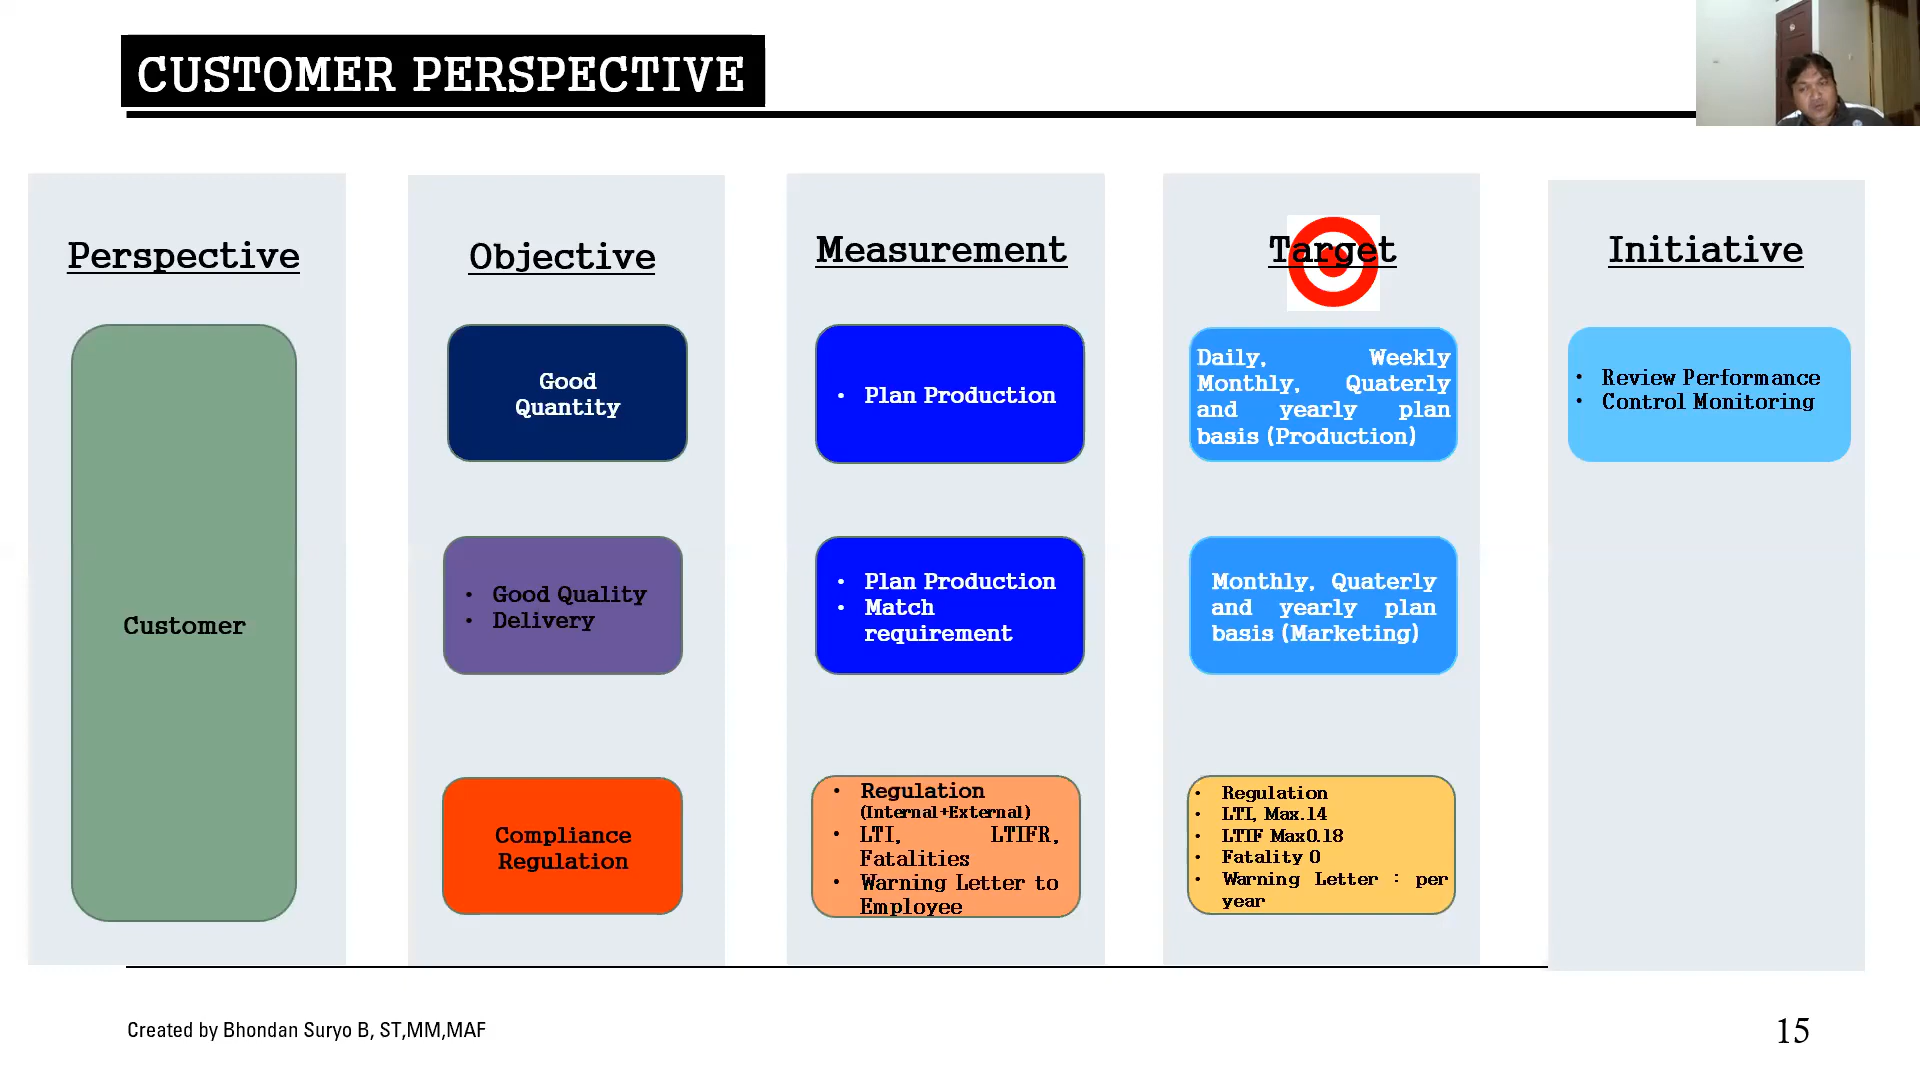 CUSTOMER PERSPECTIVE
Perspective
Customer
Objective
Good
Quantity
• Good Quality
• Delivery
Compliance
Regulation
Measurement
• Plan Production
• Plan Production
• Match
requirement
• Regulation
(Internal+External)
• LTI, LTIFR,
Fatalities
• Warning Letter to
Employee
Target
Daily, Weekly
Monthly, Quaterly
and yearly plan
basis (Production)
Monthly, Quaterly
and yearly plan
basis (Marketing)
• Regulation
• LTI, Max.14
• LTIF Max0.18
• Fatality 0
• Warning Letter : per
year
Initiative
• Review Performance
• Control Monitoring
Created by Bhondan Suryo B, ST,MM,MAF
15